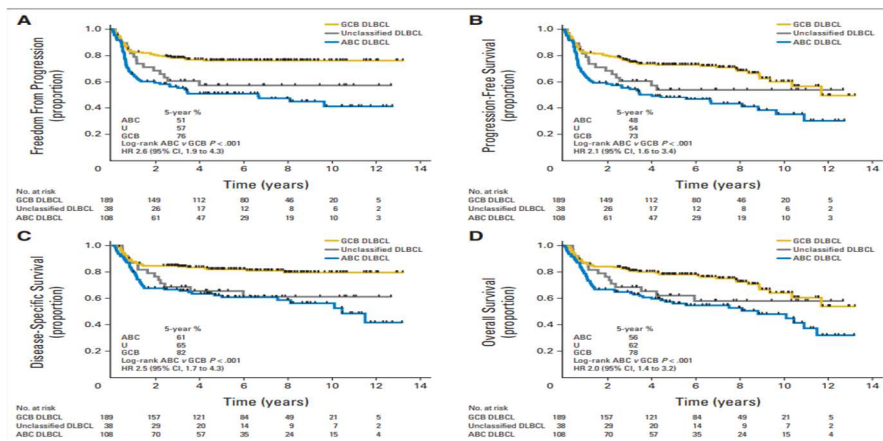 A
GCB DLBCL
Unclassified DLBCL
ABC DLBCL
Freedom From Progression
(proportion)
1.0
0.8
0.6
0.4
0.2
5-year %
ABC 51
U 57
GCB 76
Log-rank ABC v GCB P < .001
HR 2.6 (95% CI, 1.9 to 4.3)
0 2 4 6 8 10 12 14
Time (years)
No. at risk
GCB DLBCL 189 149 112 80 46 20 5
Unclassified DLBCL 38 26 17 12 8 6 2
ABC DLBCL 108 61 47 29 19 10 3
B
GCB DLBCL
Unclassified DLBCL
ABC DLBCL
Progression-Free Survival
(proportion)
1.0
0.8
0.6
0.4
0.2
5-year %
ABC 48
U 54
GCB 73
Log-rank ABC v GCB P < .001
HR 2.1 (95% CI, 1.6 to 3.4)
0 2 4 6 8 10 12 14
Time (years)
No. at risk
GCB DLBCL 189 149 112 80 46 20 5
Unclassified DLBCL 38 26 17 12 8 6 2
ABC DLBCL 108 61 47 29 19 10 3
C
GCB DLBCL
Unclassified DLBCL
ABC DLBCL
Disease-Specific Survival
(proportion)
1.0
0.8
0.6
0.4
0.2
5-year %
ABC 61
U 65
GCB 82
Log-rank ABC v GCB P < .001
HR 2.5 (95% CI, 1.7 to 4.3)
0 2 4 6 8 10 12 14
Time (years)
No. at risk
GCB DLBCL 189 157 121 84 49 21 5
Unclassified DLBCL 38 29 20 14 9 7 2
ABC DLBCL 108 70 57 35 24 15 4
D
GCB DLBCL
Unclassified DLBCL
ABC DLBCL
Overall Survival
(proportion)
1.0
0.8
0.6
0.4
0.2
5-year %
ABC 56
U 62
GCB 78
Log-rank ABC v GCB P < .001
HR 2.0 (95% CI, 1.4 to 3.2)
0 2 4 6 8 10 12 14
Time (years)
No. at risk
GCB DLBCL 189 157 121 84 49 21 5
Unclassified DLBCL 38 29 20 14 9 7 2
ABC DLBCL 108 70 57 35 24 15 4